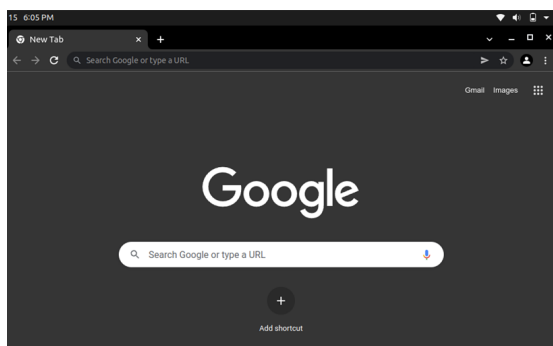 15 6:05 PM
New Tab
Search Google or type a URL
Gmail Images
Google
Search Google or type a URL
Add shortcut